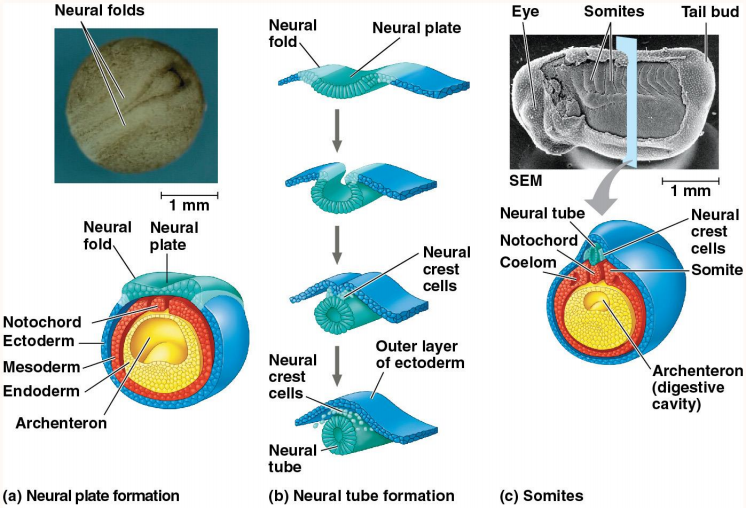 Neural folds
1 mm
Neural
fold
Neural
plate
Notochord
Ectoderm
Mesoderm
Endoderm
Archenteron
(a) Neural plate formation
Neural
fold
Neural plate
Neural
crest
cells
Neural
crest
cells
Outer layer
of ectoderm
Neural
tube
(b) Neural tube formation
Eye
Somites
Tail bud
SEM
1 mm
Neural tube
Notochord
Coelom
Neural
crest
cells
Somite
Archenteron
(digestive
cavity)
(c) Somites